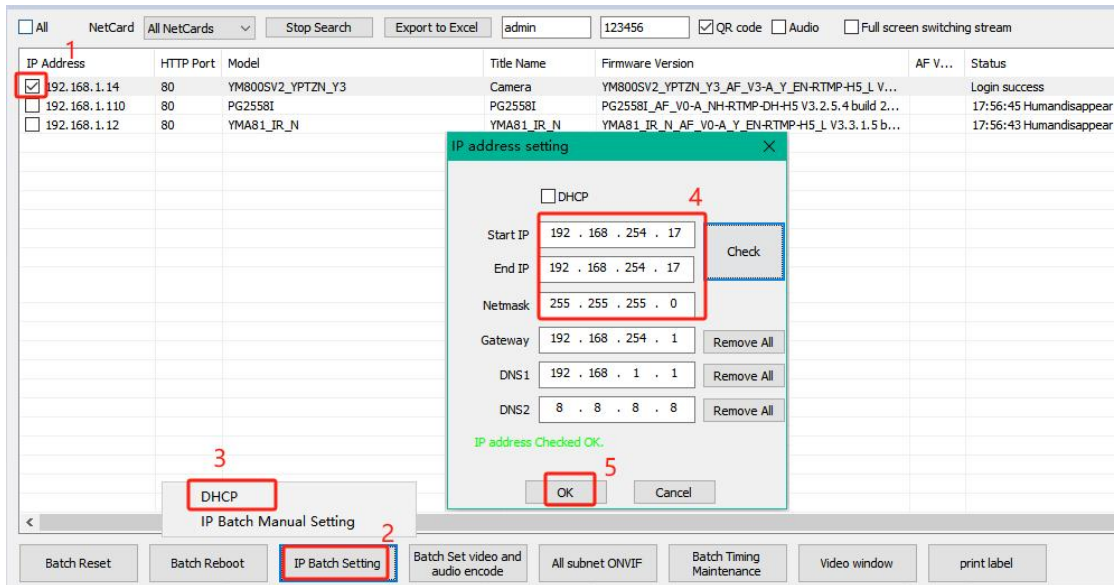 All NetCard All NetCards Stop Search Export to Excel admin 123456 QR code Audio Full screen switching stream
1
IP Address HTTP Port Model Title Name Firmware Version AF V... Status
192.168.1.14 80 YM800SV2_YPTZN_Y3 Camera YM800SV2_YPTZN_Y3_AF_V3-A_Y_EN-RTMP-H5_L V... Login success
192.168.1.110 80 PG2558I PG2558I PG2558I_AF_V0-A_NH-RTMP-DH-H5 V3.2.5.4 build 2... 17:56:45 Humandisappear
192.168.1.12 80 YMA81_IR_N YMA81_IR_N YMA81_IR_N_AF_V0-A_Y_EN-RTMP-H5_L V3.3.1.5 b... 17:56:43 Humandisappear
IP address setting
DHCP
4
Start IP 192 . 168 . 254 . 17
Check
End IP 192 . 168 . 254 . 17
Netmask 255 . 255 . 255 . 0
Gateway 192 . 168 . 254 . 1 Remove All
DNS1 192 . 168 . 1 . 1 Remove All
DNS2 8 . 8 . 8 . 8 Remove All
IP address Checked OK.
5
OK Cancel
3
DHCP
IP Batch Manual Setting
2
Batch Reset Batch Reboot IP Batch Setting Batch Set video and audio encode All subnet ONVIF Batch Timing Maintenance Video window print label